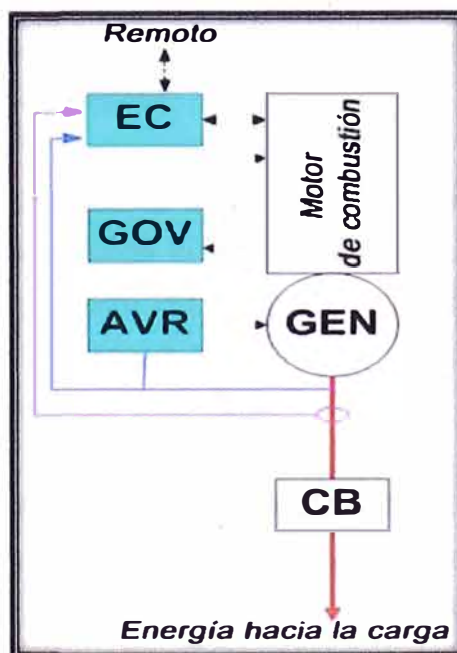 Remoto
EC
Motor
de combustión
GOV
AVR
GEN
CB
Energía hacia la carga